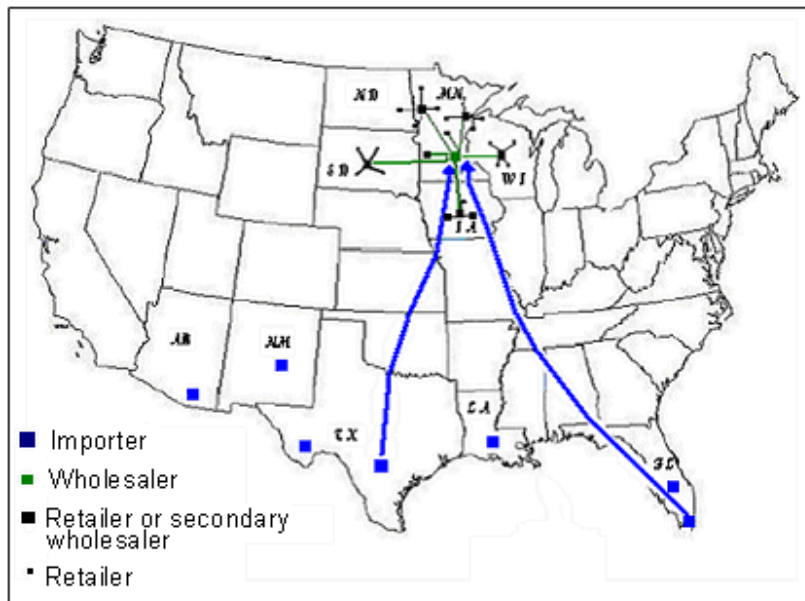 ND
MN
SD
WI
IA
AR
NM
LA
TX
FL
Importer
Wholesaler
Retailer or secondary
wholesaler
Retailer